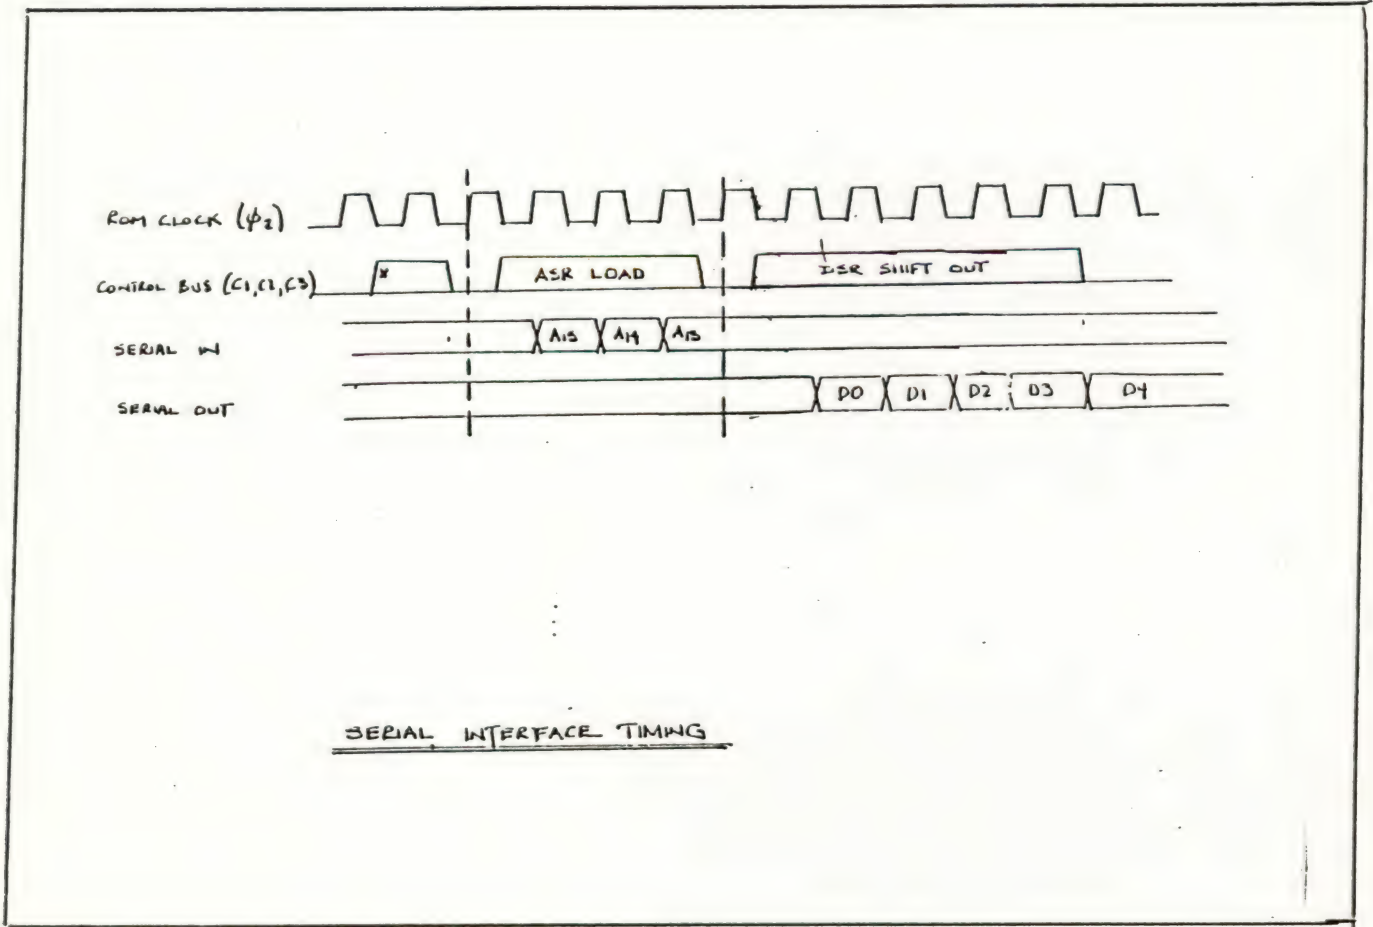 ROM CLOCK (φ2)
CONTROL BUS (C1,C2,C3) * ASR LOAD DSR SHIFT OUT
SERIAL IN A15 A14 A13
SERIAL OUT D0 D1 D2 D3 D4
SERIAL INTERFACE TIMING